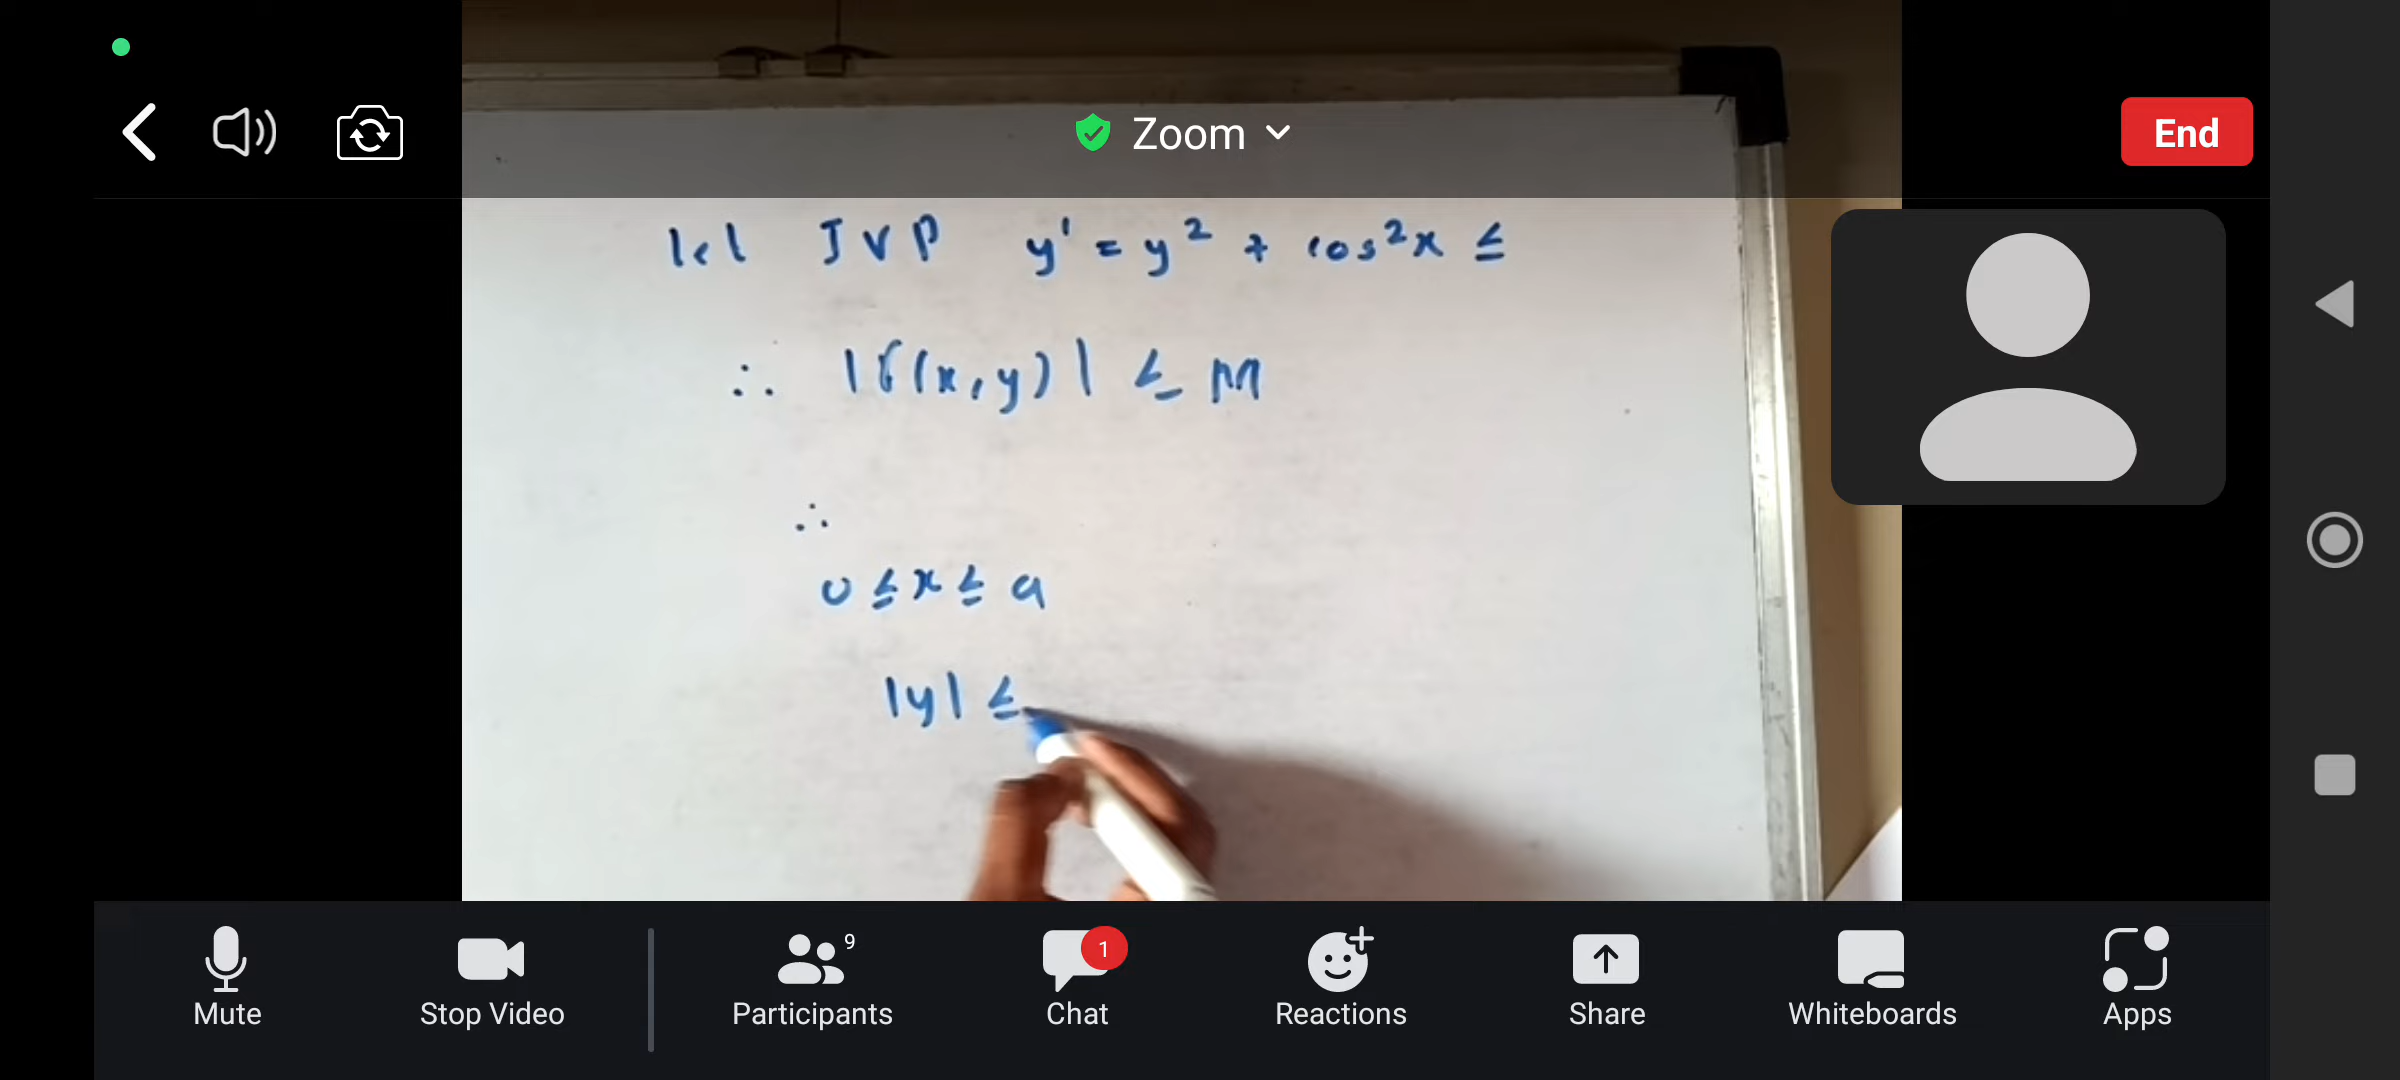 Zoom
End
let IVP y' = y² + cos²x ≤
∴ |f(x,y)| ≤ M
∴
0 ≤ x ≤ a
|y| ≤
9
1
Mute
Stop Video
Participants
Chat
Reactions
Share
Whiteboards
Apps